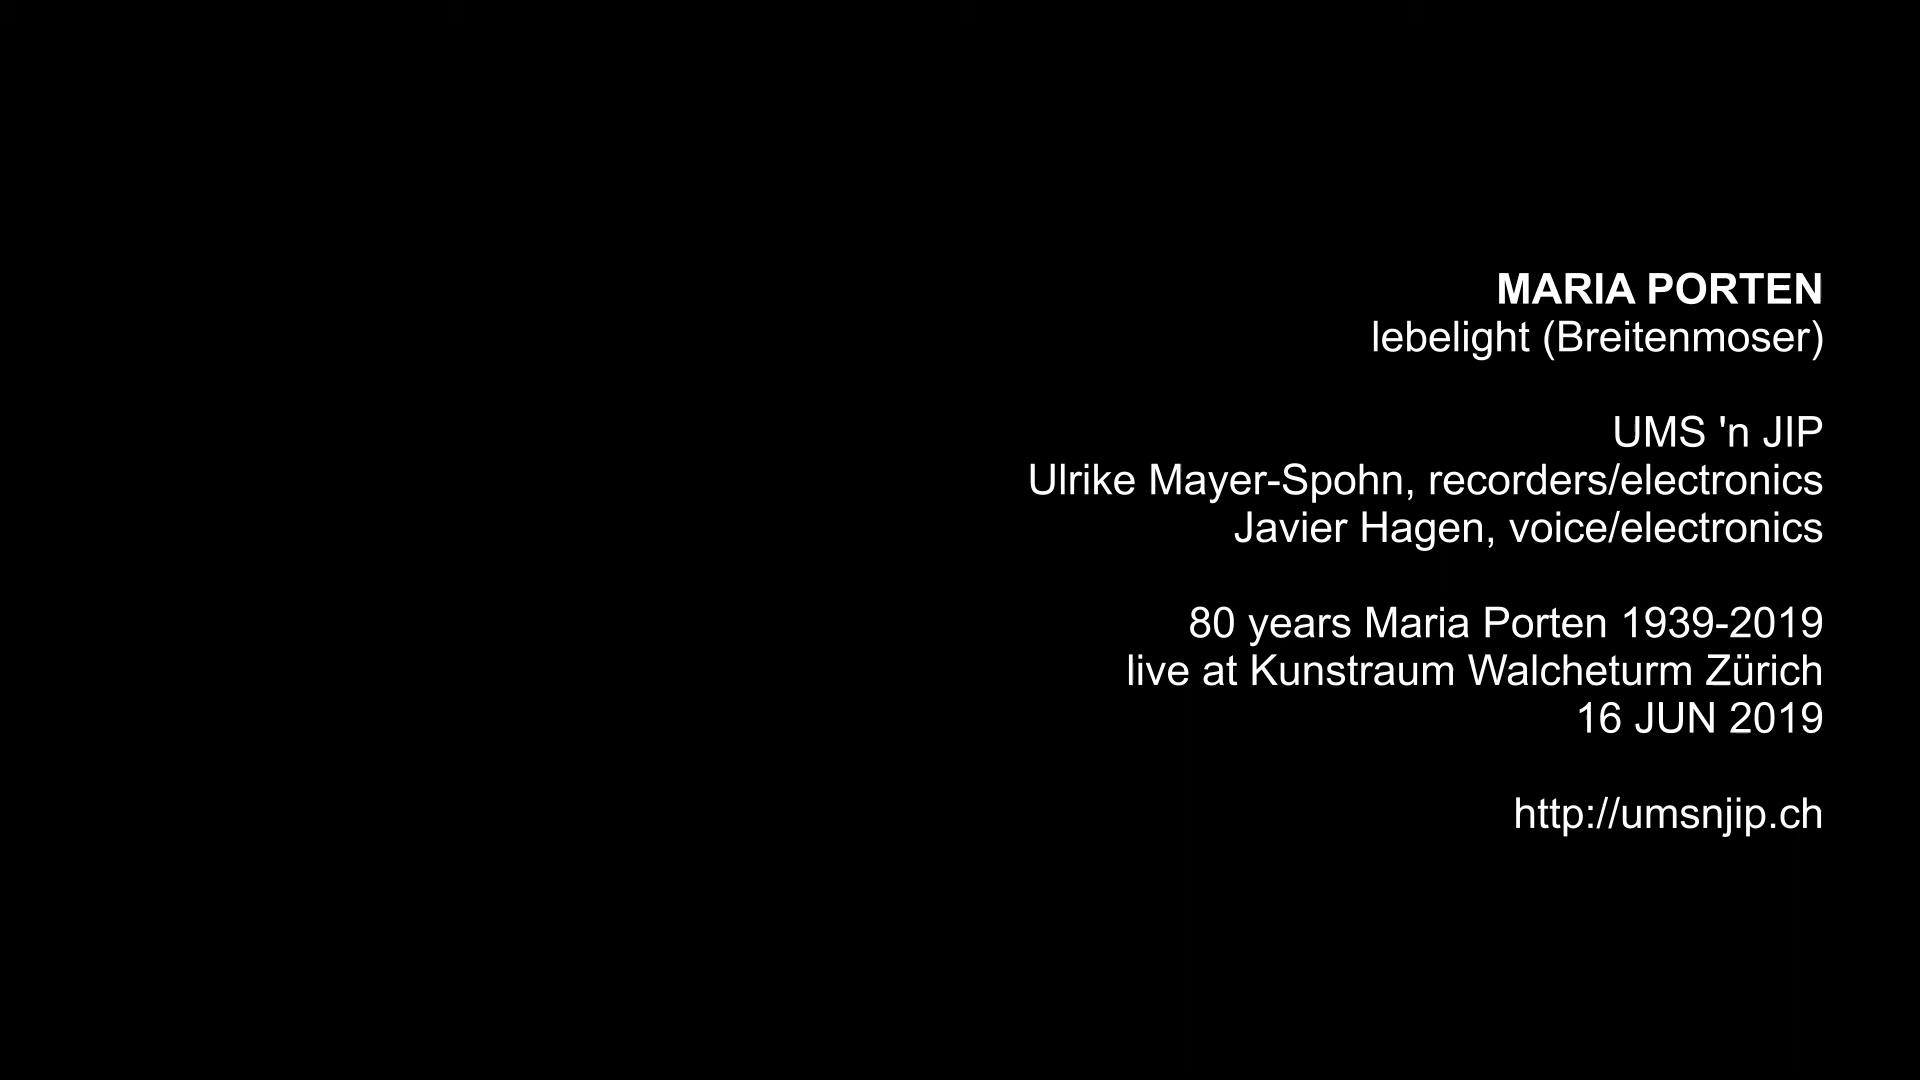 MARIA PORTEN
lebelight (Breitenmoser)
UMS 'n JIP
Ulrike Mayer-Spohn, recorders/electronics
Javier Hagen, voice/electronics
80 years Maria Porten 1939-2019
live at Kunstraum Walcheturm Zürich
16 JUN 2019
http://umsnjip.ch